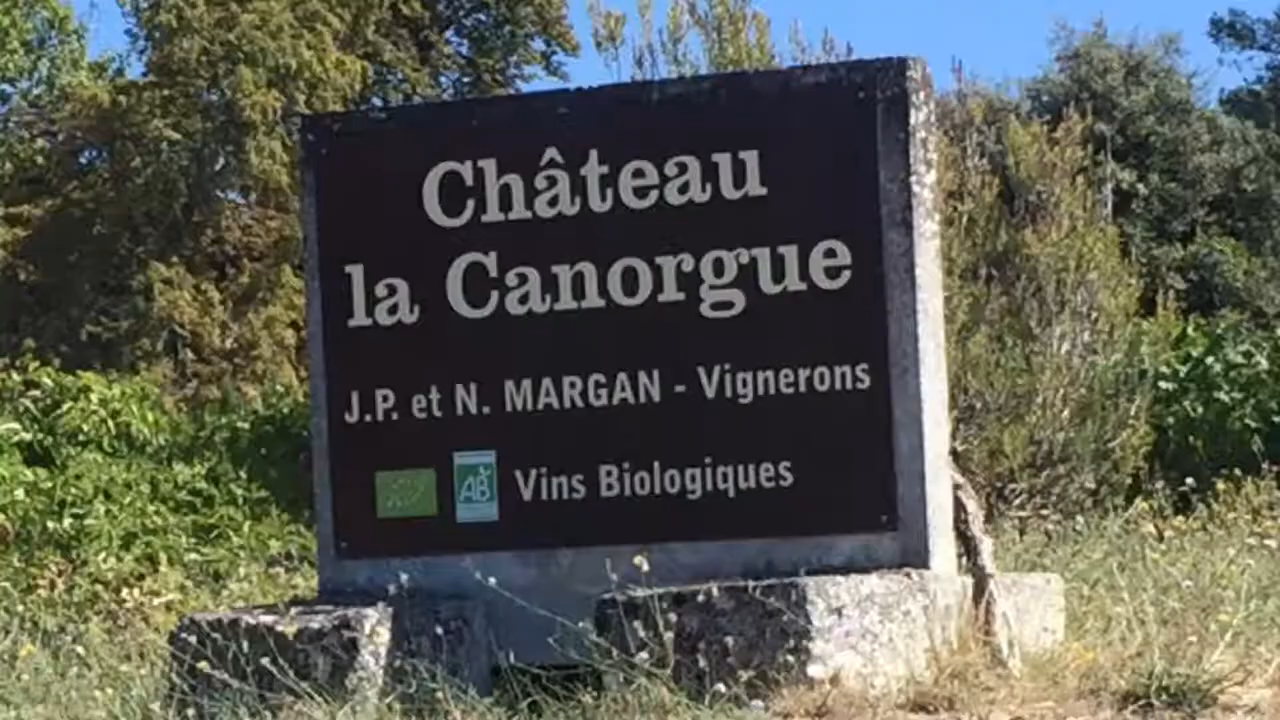 Château
la Canorgue
J.P. et N. MARGAN - Vignerons
AB Vins Biologiques